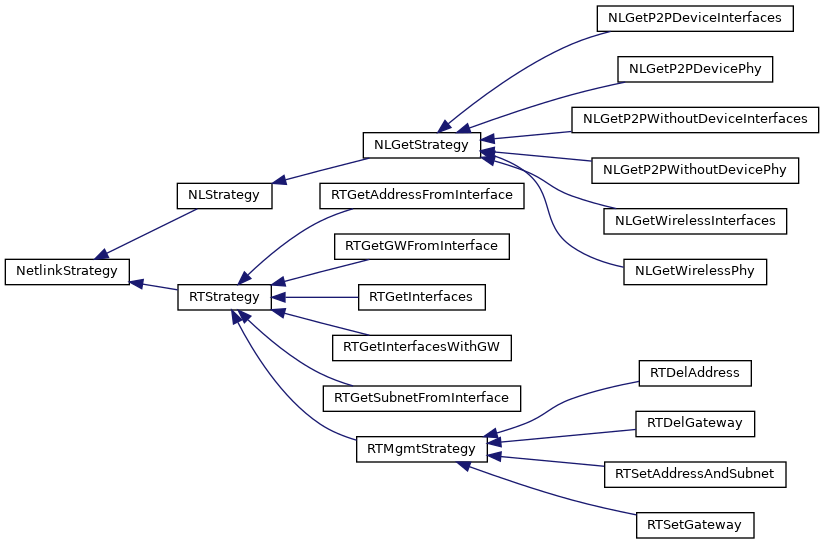 NLGetP2PDeviceInterfaces
NLGetP2PDevicePhy
NLGetP2PWithoutDeviceInterfaces
NLGetStrategy
NLGetP2PWithoutDevicePhy
NLStrategy
RTGetAddressFromInterface
NLGetWirelessInterfaces
RTGetGWFromInterface
NetlinkStrategy
NLGetWirelessPhy
RTStrategy
RTGetInterfaces
RTGetInterfacesWithGW
RTDelAddress
RTGetSubnetFromInterface
RTDelGateway
RTMgmtStrategy
RTSetAddressAndSubnet
RTSetGateway